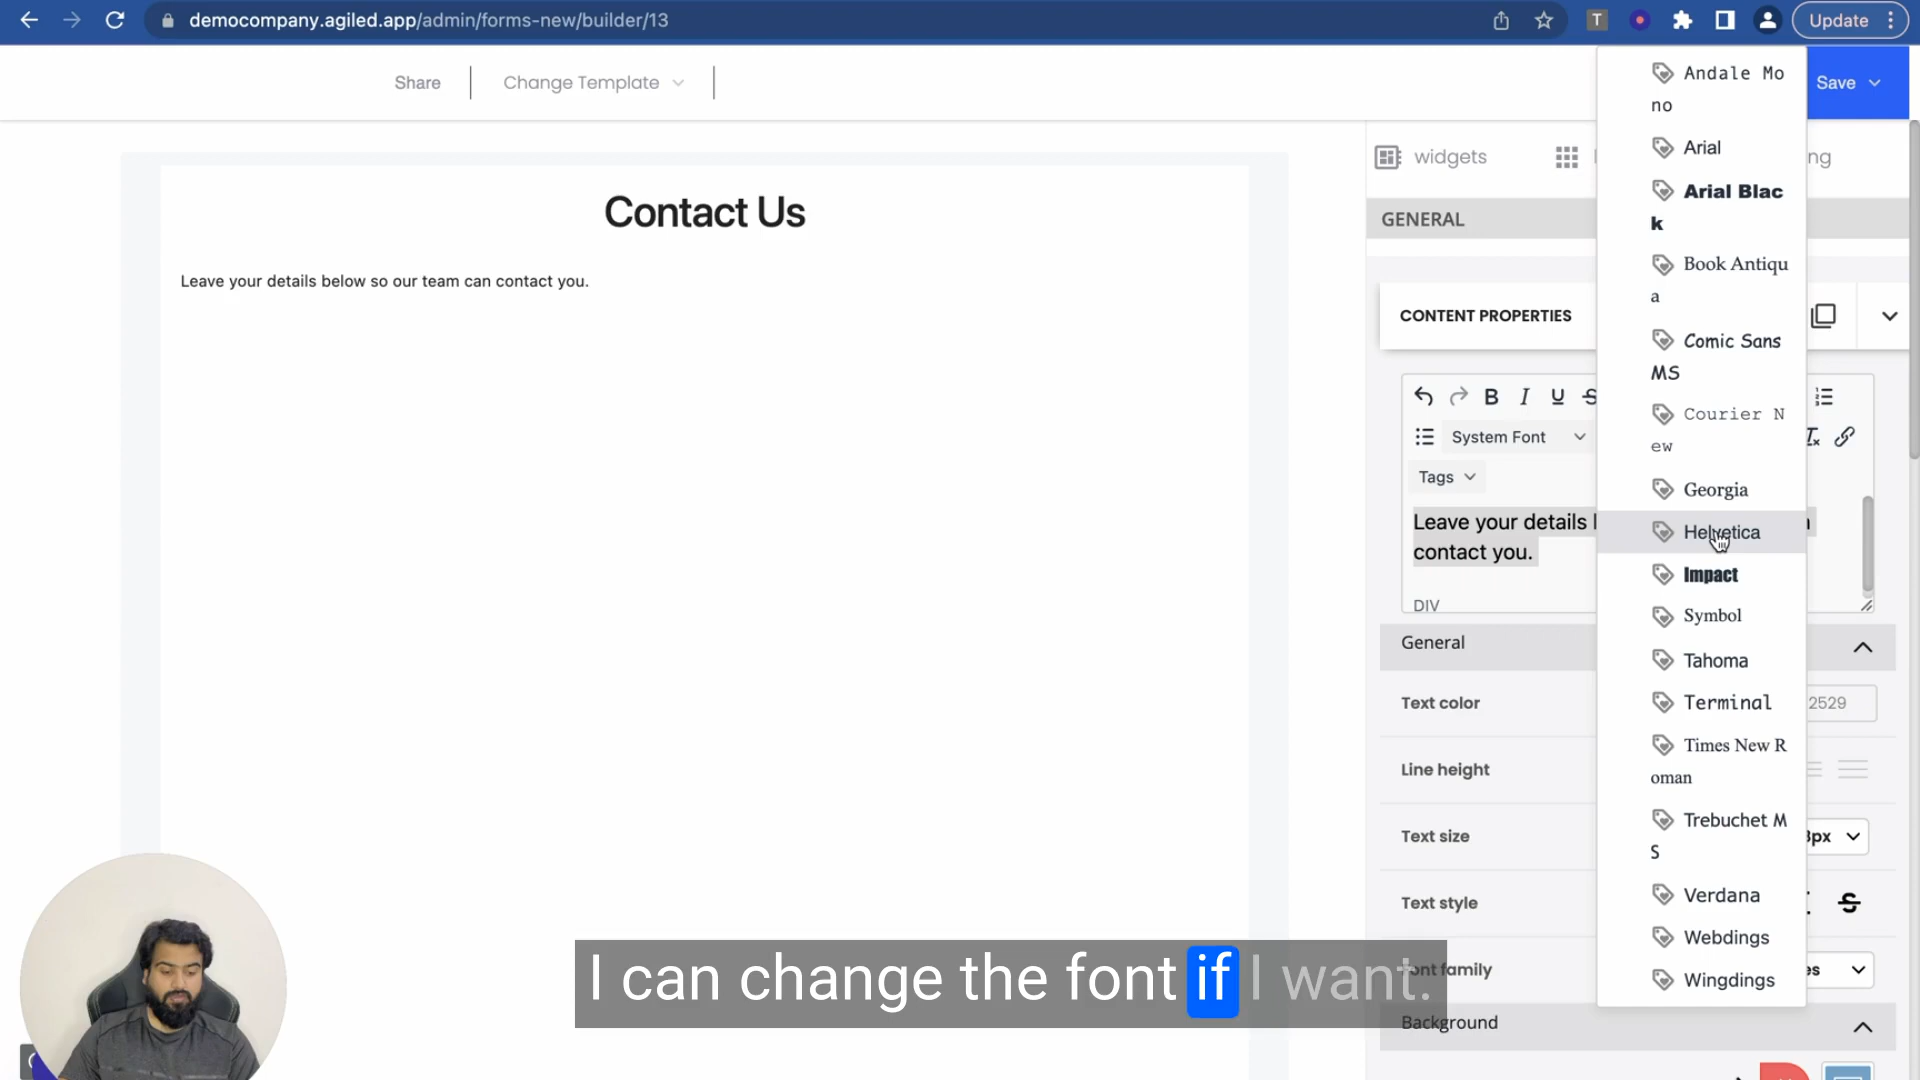 democompany.agiled.app/admin/forms-new/builder/13
T
Update
Share
Change Template
Save
widgets
ng
GENERAL
Contact Us
Leave your details below so our team can contact you.
CONTENT PROPERTIES
B I U S
System Font
Tags
Leave your details
contact you.
DIV
General
Text color
2529
Line height
Text size
px
Text style
S
Font family
es
Background
Andale Mo
no
Arial
Arial Blac
k
Book Antiqu
a
Comic Sans
MS
Courier N
ew
Georgia
Helvetica
Impact
Symbol
Tahoma
Terminal
Times New R
oman
Trebuchet M
S
Verdana
Webdings
Wingdings
I can change the font if I want.